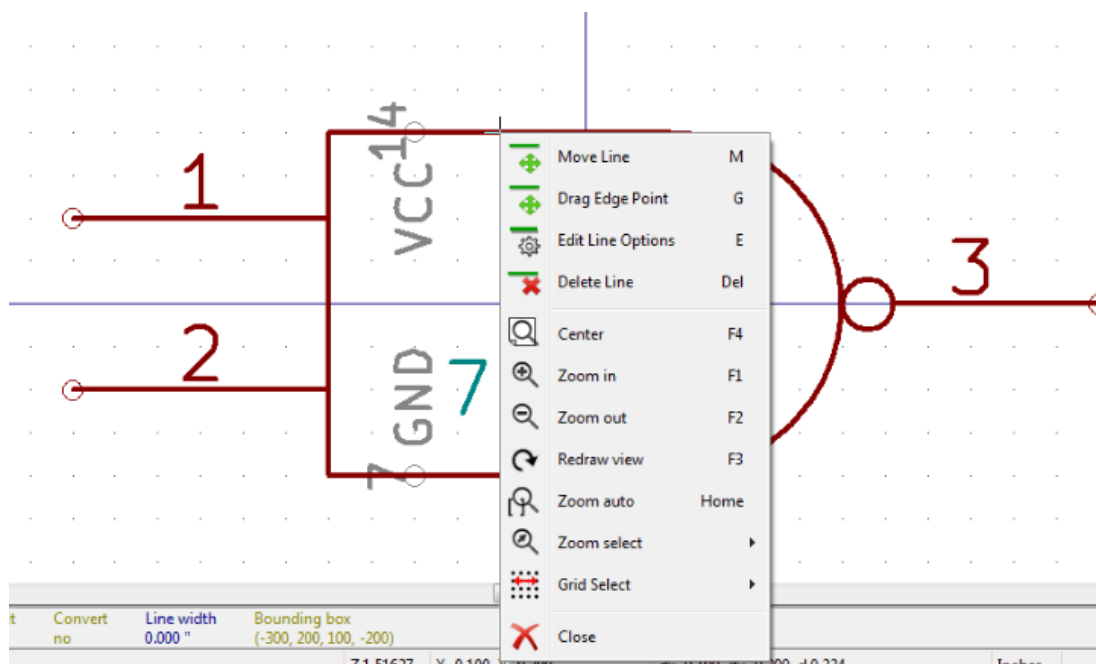 14
VCC
1
2
GND
7
7
3
Move Line M
Drag Edge Point G
Edit Line Options E
Delete Line Del
Center F4
Zoom in F1
Zoom out F2
Redraw view F3
Zoom auto Home
Zoom select
Grid Select
Close
Convert Line width Bounding box
no 0.000 " (-300, 200, 100, -200)